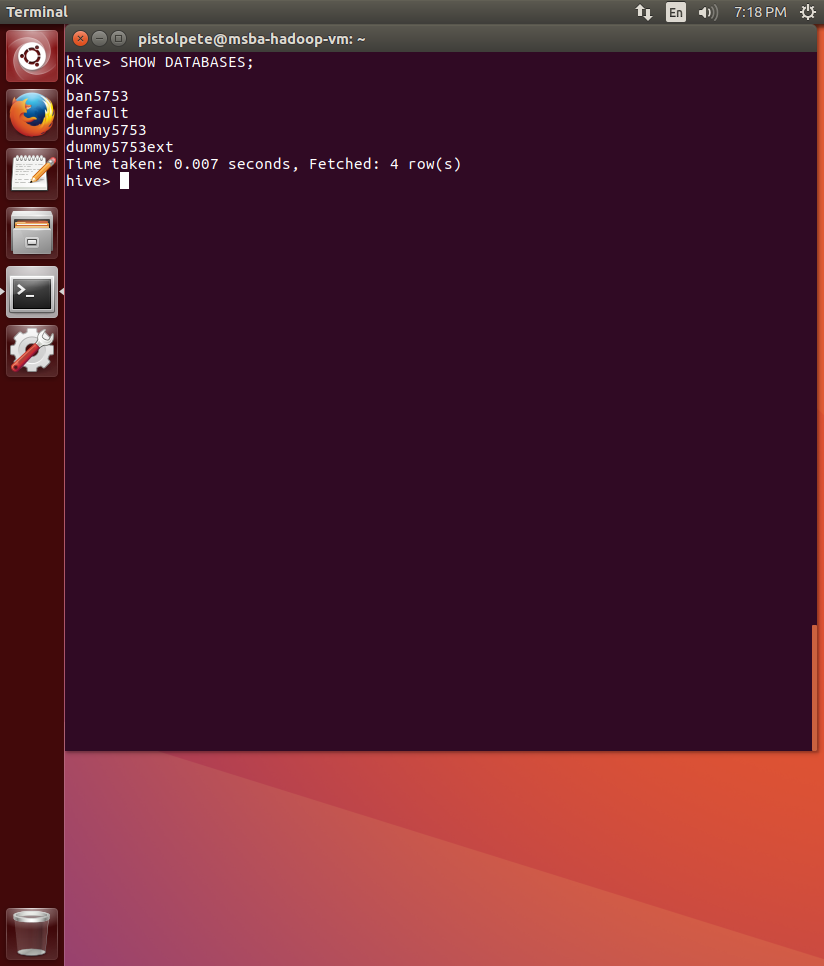 Terminal
En
7:18 PM
pistolpete@msba-hadoop-vm: ~
hive> SHOW DATABASES;
OK
ban5753
default
dummy5753
dummy5753ext
Time taken: 0.007 seconds, Fetched: 4 row(s)
hive>